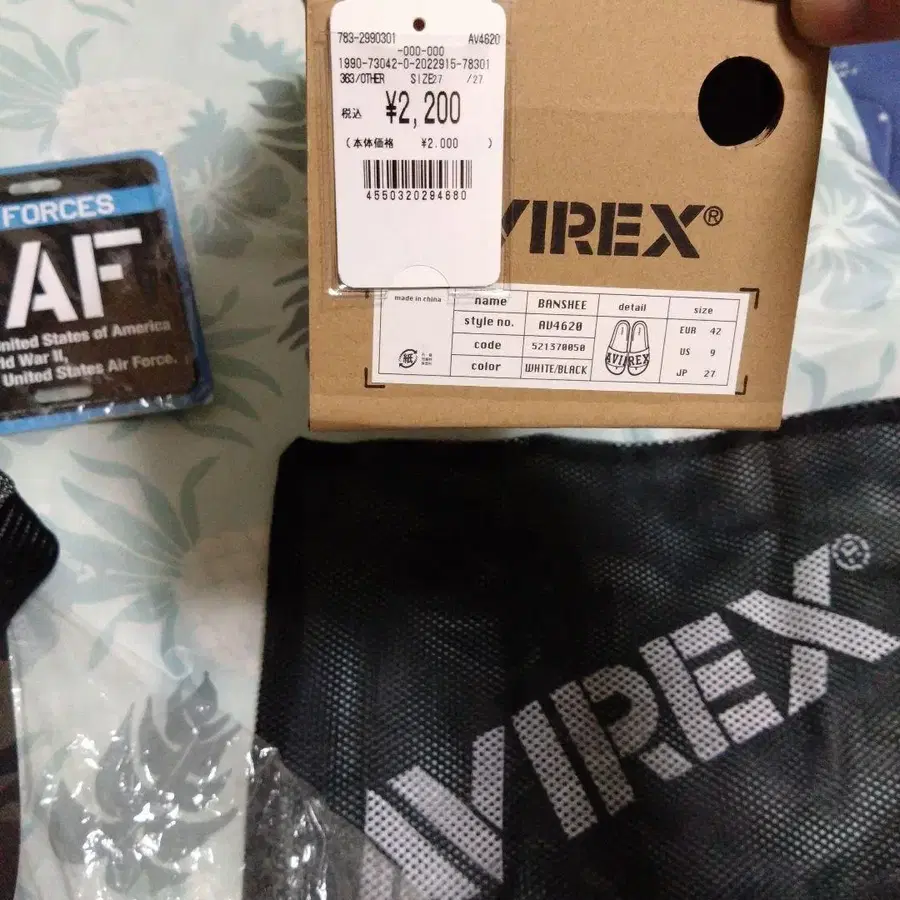 783-2990301 AV4620
-000-000
1990-73042-0-2022915-78301
363/OTHER SIZE27 /27
税込 ¥2,200
(本体価格 ¥2.000 )
4550320294680
VIREX®
made in china
紙
name BANSHEE detail size
style no. AV4620 EUR 42
code 521370050 US 9
color WHITE/BLACK JP 27
AVIREX
FORCES
AF
United States of America
ld War II,
United States Air Force.
AVIREX®